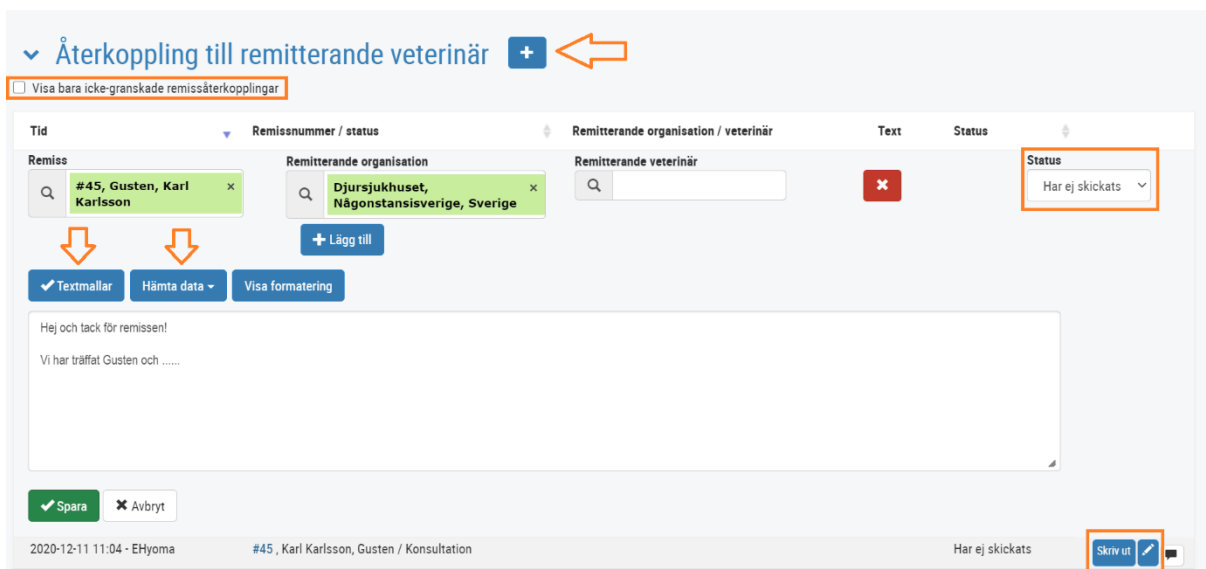 Återkoppling till remitterande veterinär +
Visa bara icke-granskade remissåterkopplingar
Tid Remissnummer / status Remitterande organisation / veterinär Text Status
Remiss Remitterande organisation Remitterande veterinär Status
#45, Gusten, Karl × Djursjukhuset, × Har ej skickats
Karlsson Någonstansisverige, Sverige
+ Lägg till
Textmallar Hämta data Visa formatering
Hej och tack för remissen!
Vi har träffat Gusten och ......
Spara Avbryt
2020-12-11 11:04 - EHyoma #45 , Karl Karlsson, Gusten / Konsultation Har ej skickats Skriv ut